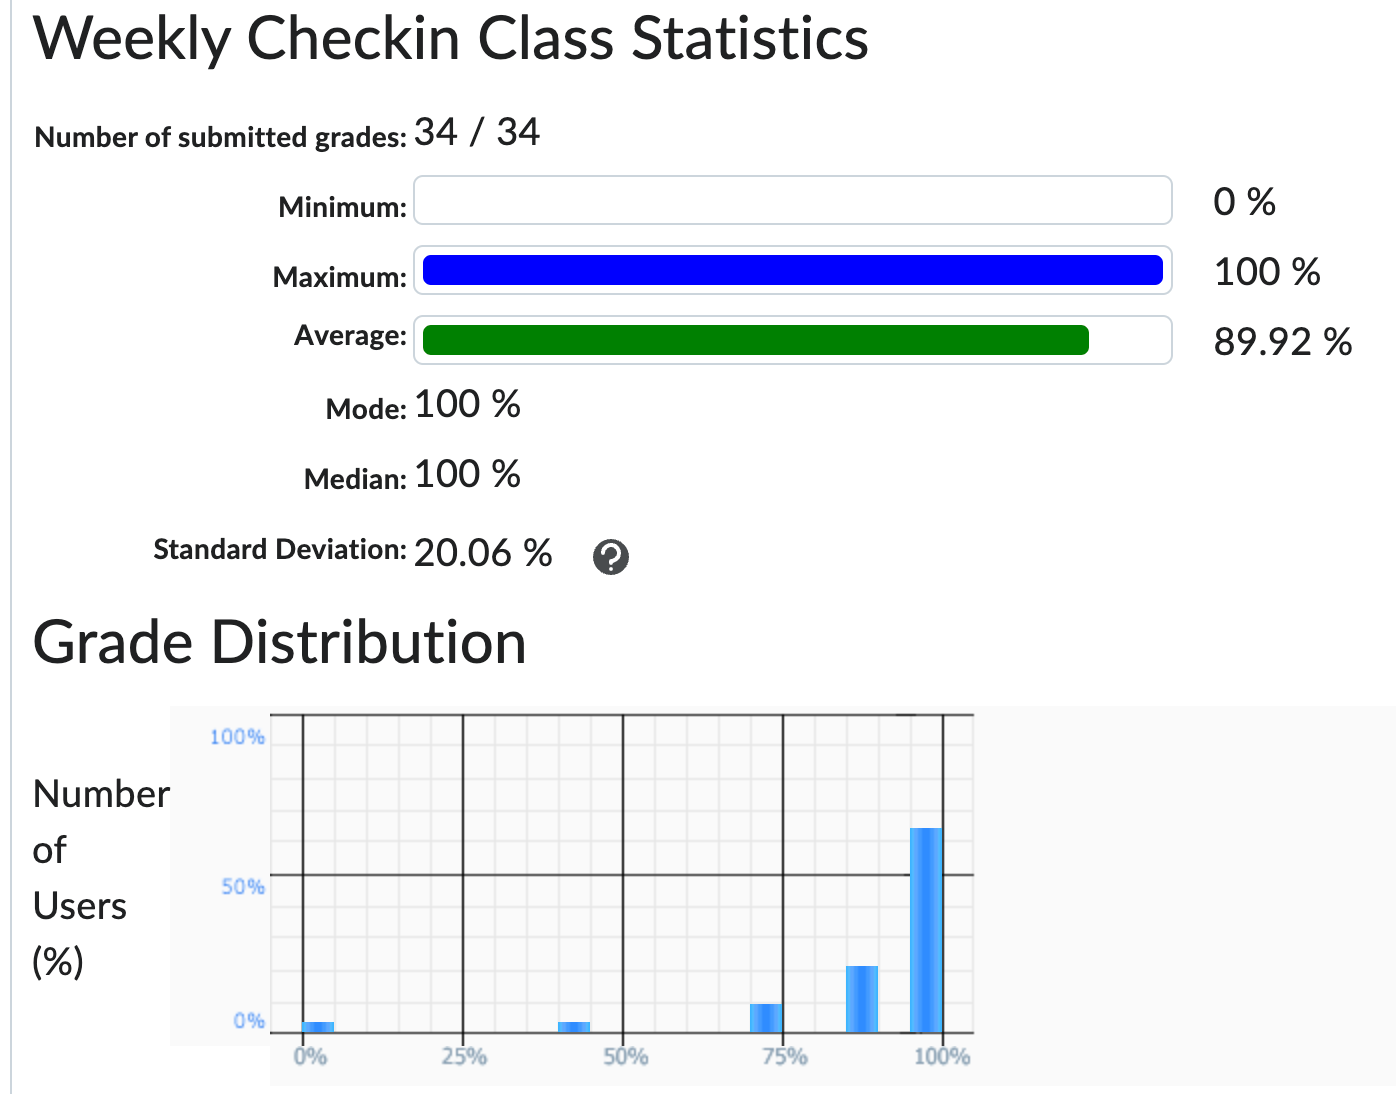 Weekly Checkin Class Statistics
Number of submitted grades: 34 / 34
Minimum: 0 %
Maximum: 100 %
Average: 89.92 %
Mode: 100 %
Median: 100 %
Standard Deviation: 20.06 % ?
Grade Distribution
Number
of
Users
(%)
100%
50%
0%
0% 25% 50% 75% 100%